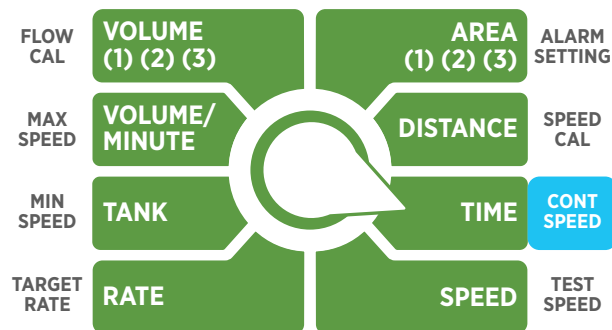 FLOW
CAL
VOLUME
(1) (2) (3)
AREA
(1) (2) (3)
ALARM
SETTING
MAX
SPEED
VOLUME/
MINUTE
DISTANCE
SPEED
CAL
MIN
SPEED
TANK
TIME
CONT
SPEED
TARGET
RATE
RATE
SPEED
TEST
SPEED